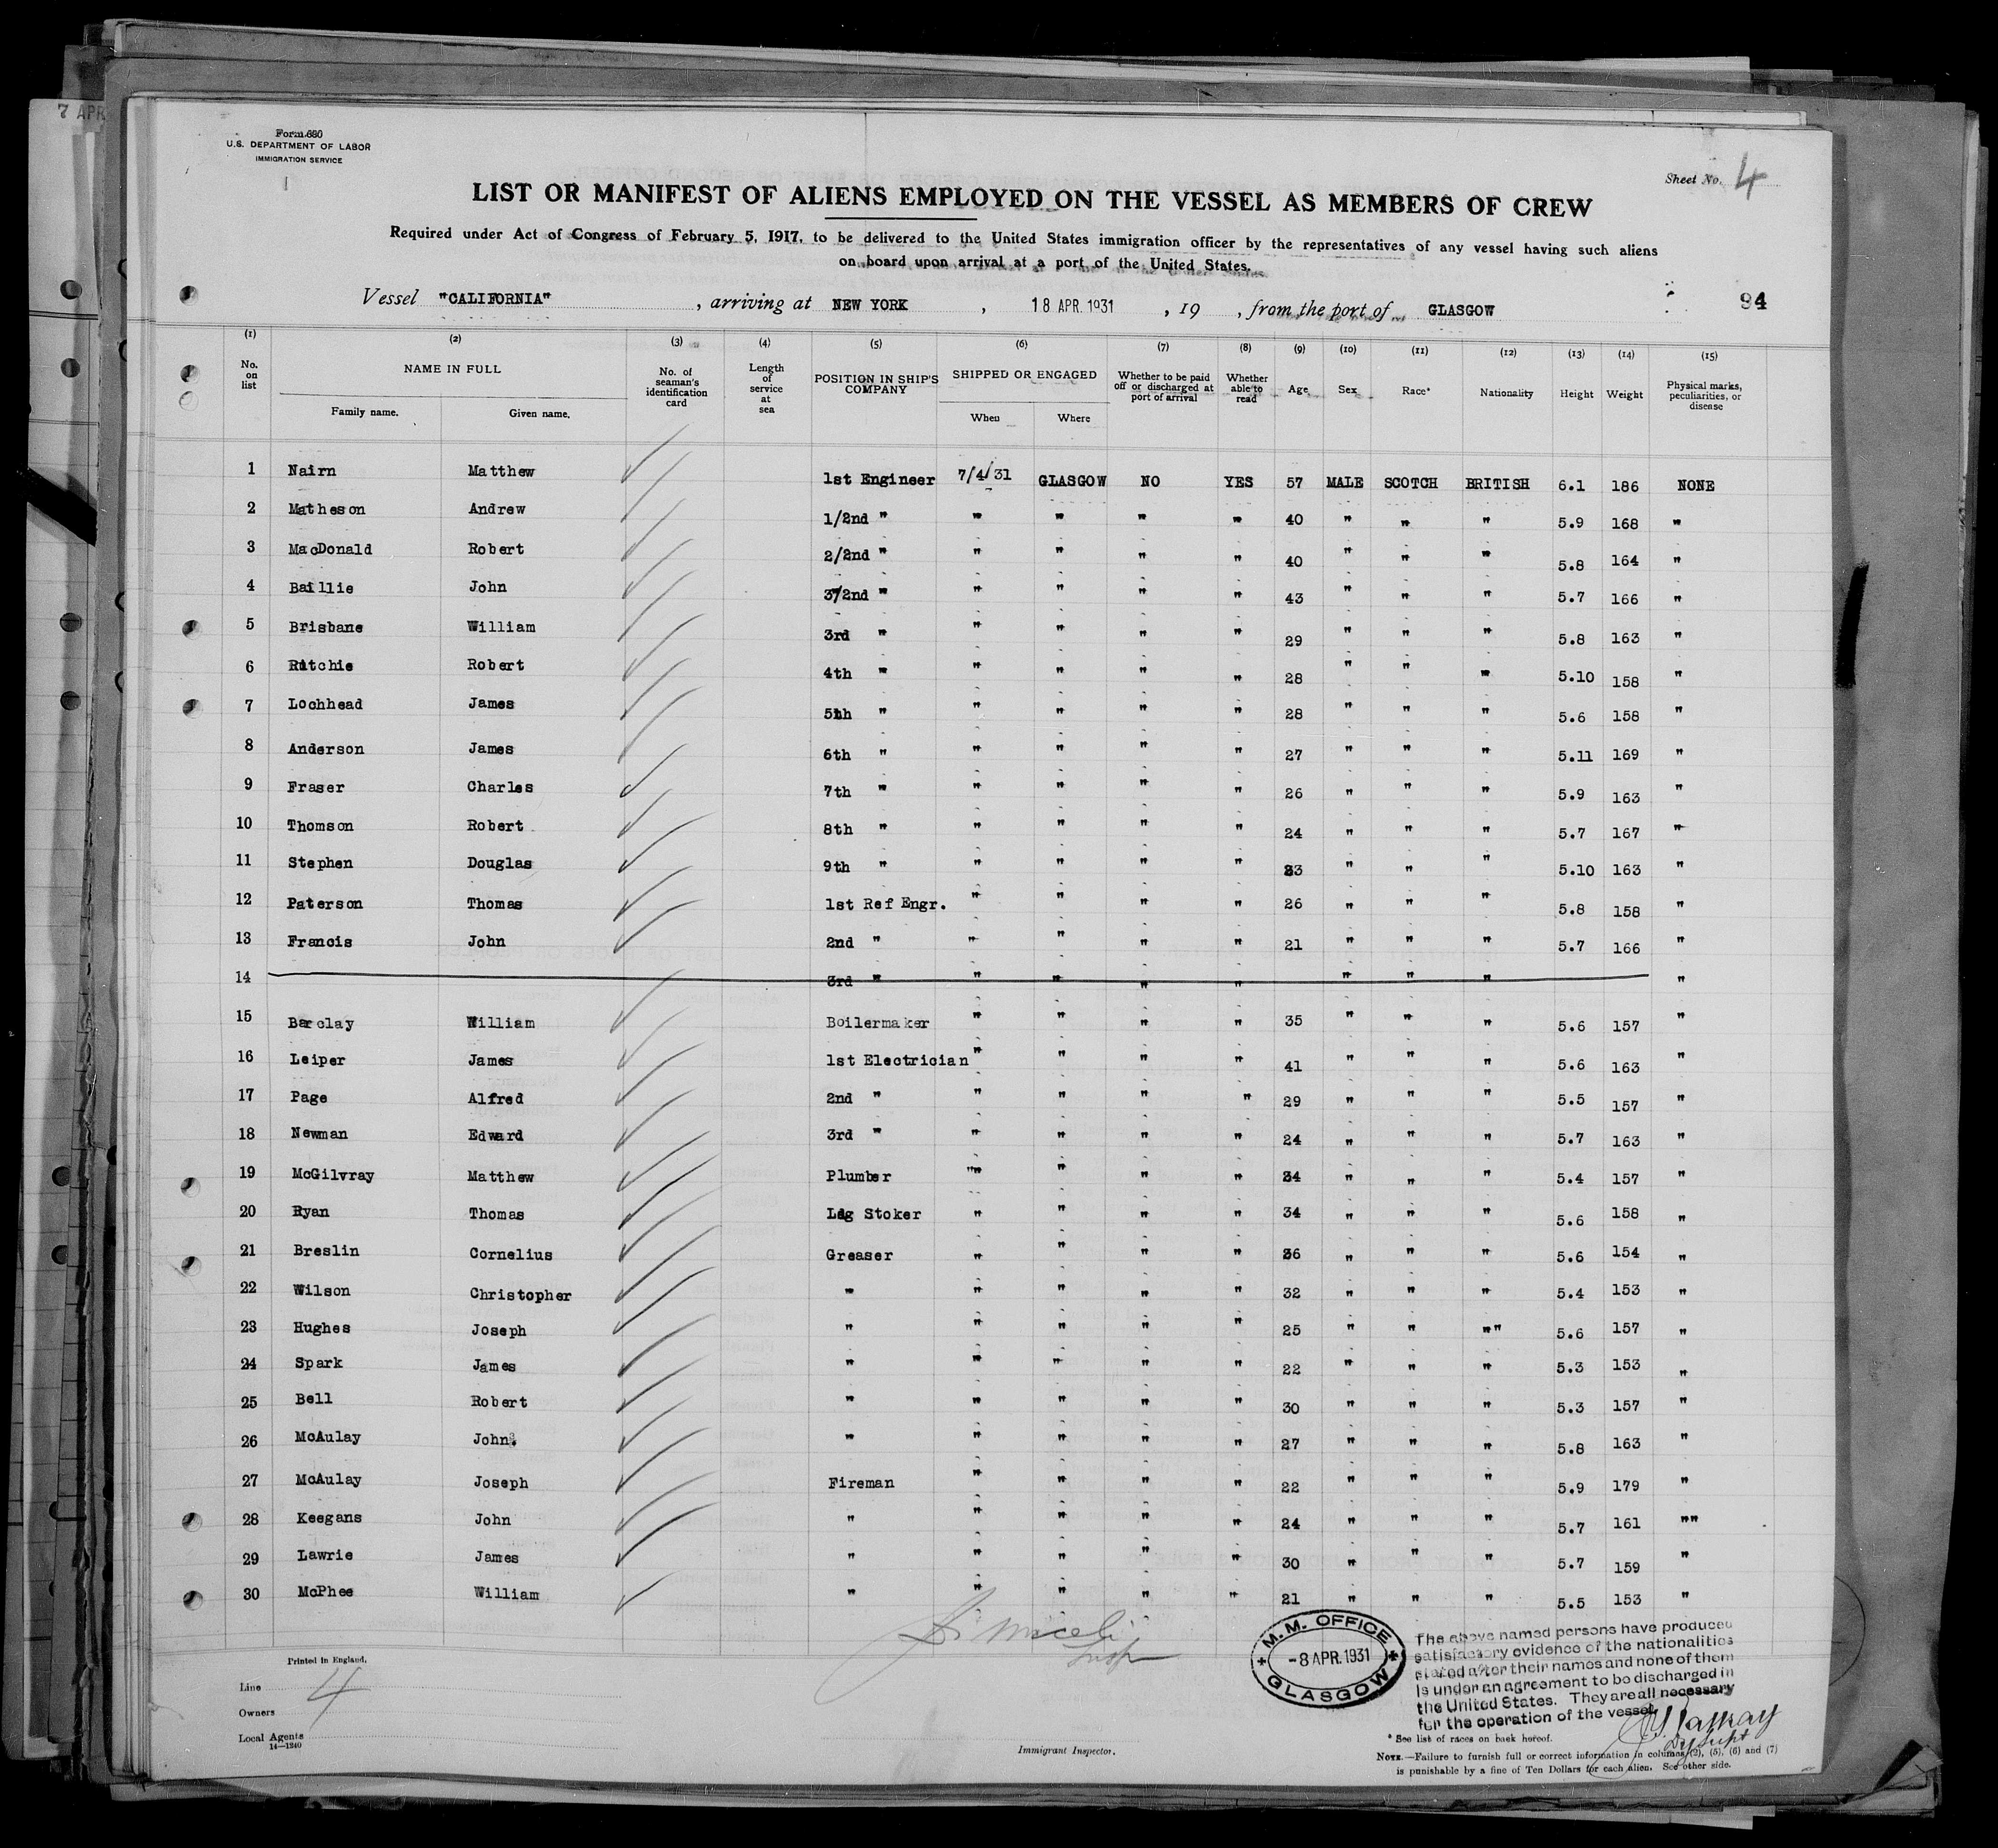 7 APR
Form 680
U.S. DEPARTMENT OF LABOR
IMMIGRATION SERVICE
Sheet No. 4
LIST OR MANIFEST OF ALIENS EMPLOYED ON THE VESSEL AS MEMBERS OF CREW
Required under Act of Congress of February 5, 1917, to be delivered to the United States immigration officer by the representatives of any vessel having such aliens
on board upon arrival at a port of the United States.
Vessel "CALIFORNIA" , arriving at NEW YORK , 18 APR. 1931 , 19 , from the port of GLASGOW 94
(1) (2) (3) (4) (5) (6) (7) (8) (9) (10) (11) (12) (13) (14) (15)
No. on list NAME IN FULL Family name. Given name. No. of seaman's identification card Length of service at sea POSITION IN SHIP'S COMPANY SHIPPED OR ENGAGED When Where Whether to be paid off or discharged at port of arrival Whether able to read Age Sex Race* Nationality Height Weight Physical marks, peculiarities, or disease
1 Nairn Matthew 1st Engineer 7/4/31 GLASGOW NO YES 57 MALE SCOTCH BRITISH 6.1 186 NONE
2 Matheson Andrew 1/2nd " " " " " 40 " " " 5.9 168 "
3 MacDonald Robert 2/2nd " " " " " 40 " " " 5.8 164 "
4 Baillie John 3/2nd " " " " " 43 " " " 5.7 166 "
5 Brisbane William 3rd " " " " " 29 " " " 5.8 163 "
6 Ritchie Robert 4th " " " " " 28 " " " 5.10 158 "
7 Lochhead James 5th " " " " " 28 " " " 5.6 158 "
8 Anderson James 6th " " " " " 27 " " " 5.11 169 "
9 Fraser Charles 7th " " " " " 26 " " " 5.9 163 "
10 Thomson Robert 8th " " " " " 24 " " " 5.7 167 "
11 Stephen Douglas 9th " " " " " 23 " " " 5.10 163 "
12 Paterson Thomas 1st Ref Engr. " " " " 26 " " " 5.8 158 "
13 Francis John 2nd " " " " " 21 " " " 5.7 166 "
14 3rd " " " " " " " " "
15 Barclay William Boilermaker " " " " 35 " " " 5.6 157 "
16 Leiper James 1st Electrician " " " " 41 " " " 5.6 163 "
17 Page Alfred 2nd " " " " " 29 " " " 5.5 157 "
18 Newman Edward 3rd " " " " " 24 " " " 5.7 163 "
19 McGilvray Matthew Plumber "" " " " 34 " " " 5.4 157 "
20 Ryan Thomas Ldg Stoker " " " " 34 " " " 5.6 158 "
21 Breslin Cornelius Greaser " " " " 36 " " " 5.6 154 "
22 Wilson Christopher " " " " " 32 " " " 5.4 153 "
23 Hughes Joseph " " " " " 25 " " "" 5.6 157 "
24 Spark James " " " " " 22 " " " 5.3 153 "
25 Bell Robert " " " " " 30 " " " 5.3 157 "
26 McAulay John. " " " " " 27 " " " 5.8 163 "
27 McAulay Joseph Fireman " " " " 22 " " " 5.9 179 "
28 Keegans John " " " " " 24 " " " 5.7 161 ""
29 Lawrie James " " " " " 30 " " " 5.7 159 "
30 McPhee William " " " " " 21 " " " 5.5 153 "
M.M. OFFICE
-8 APR. 1931
GLASGOW
The above named persons have produced
satisfactory evidence of the nationalities
stated after their names and none of them
is under an agreement to be discharged in
the United States. They are all necessary
for the operation of the vessel
Dy Supt
Printed in England.
Line 4
Owners
Local Agents
14—1240
Immigrant Inspector.
* See list of races on back hereof.
NOTE.—Failure to furnish full or correct information in columns (2), (5), (6) and (7)
is punishable by a fine of Ten Dollars for each alien. See other side.